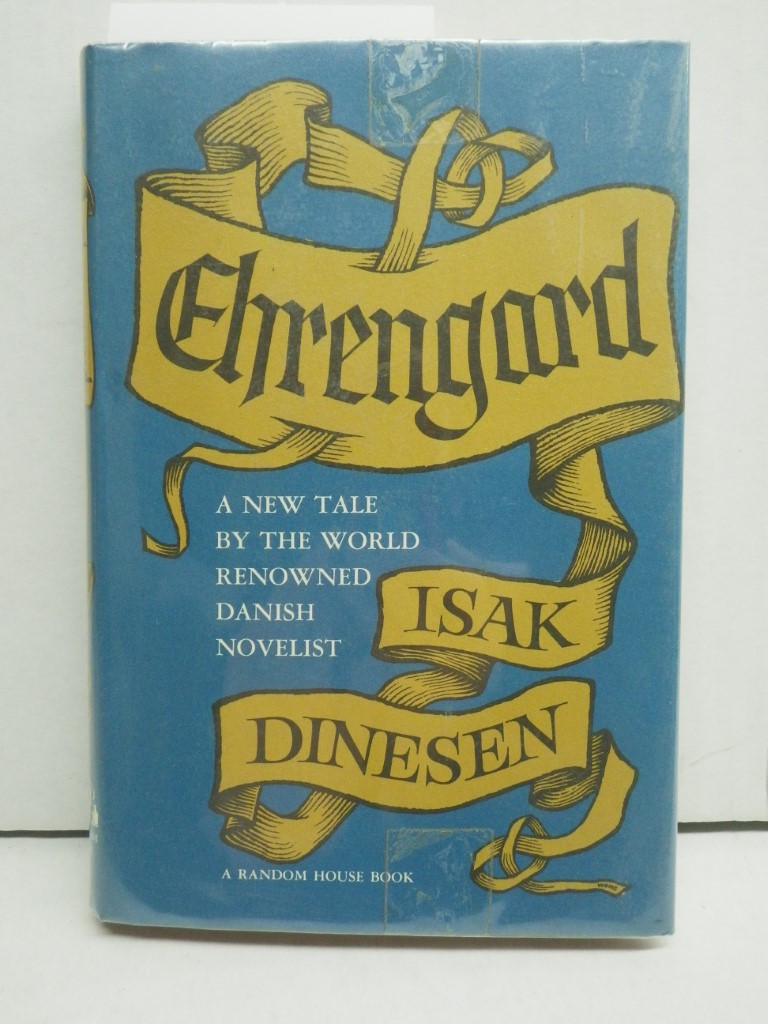 Ehrengard
A NEW TALE
BY THE WORLD
RENOWNED
DANISH
NOVELIST
ISAK
DINESEN
A RANDOM HOUSE BOOK